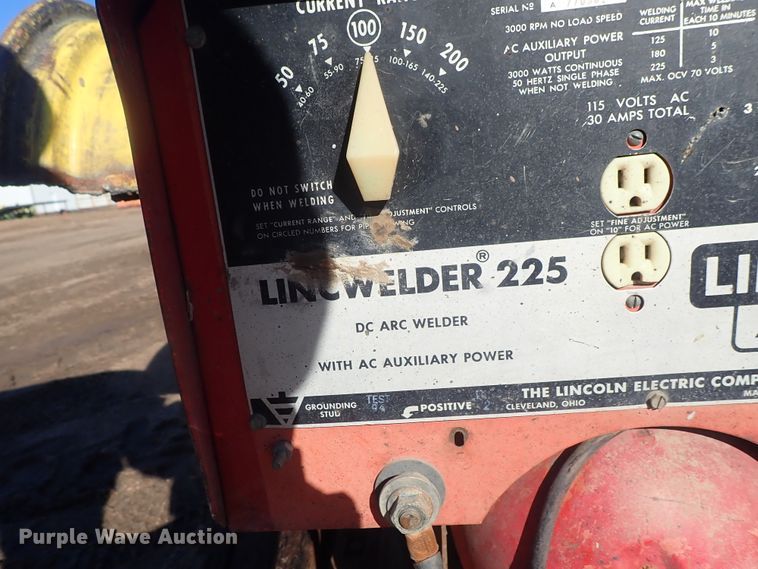 CURRENT
SERIAL Nº A
3000 RPM NO LOAD SPEED
AC AUXILIARY POWER
OUTPUT
3000 WATTS CONTINUOUS
50 HERTZ SINGLE PHASE
WHEN NOT WELDING
WELDING CURRENT
TIME IN
EACH 10 MINUTES
125 10
180 5
225 3
MAX. OCV 70 VOLTS
115 VOLTS AC
30 AMPS TOTAL
50 75 100 150 200
40-60 55-90 100-165 140-225
DO NOT SWITCH
WHEN WELDING
SET "CURRENT RANGE" AND ADJUSTMENT" CONTROLS
ON CIRCLED NUMBERS FOR
SET "FINE ADJUSTMENT"
ON "10" FOR AC POWER
LINCWELDER® 225
DC ARC WELDER
WITH AC AUXILIARY POWER
THE LINCOLN ELECTRIC
CLEVELAND, OHIO
GROUNDING
STUD
TEST
94
POSITIVE
Purple Wave Auction